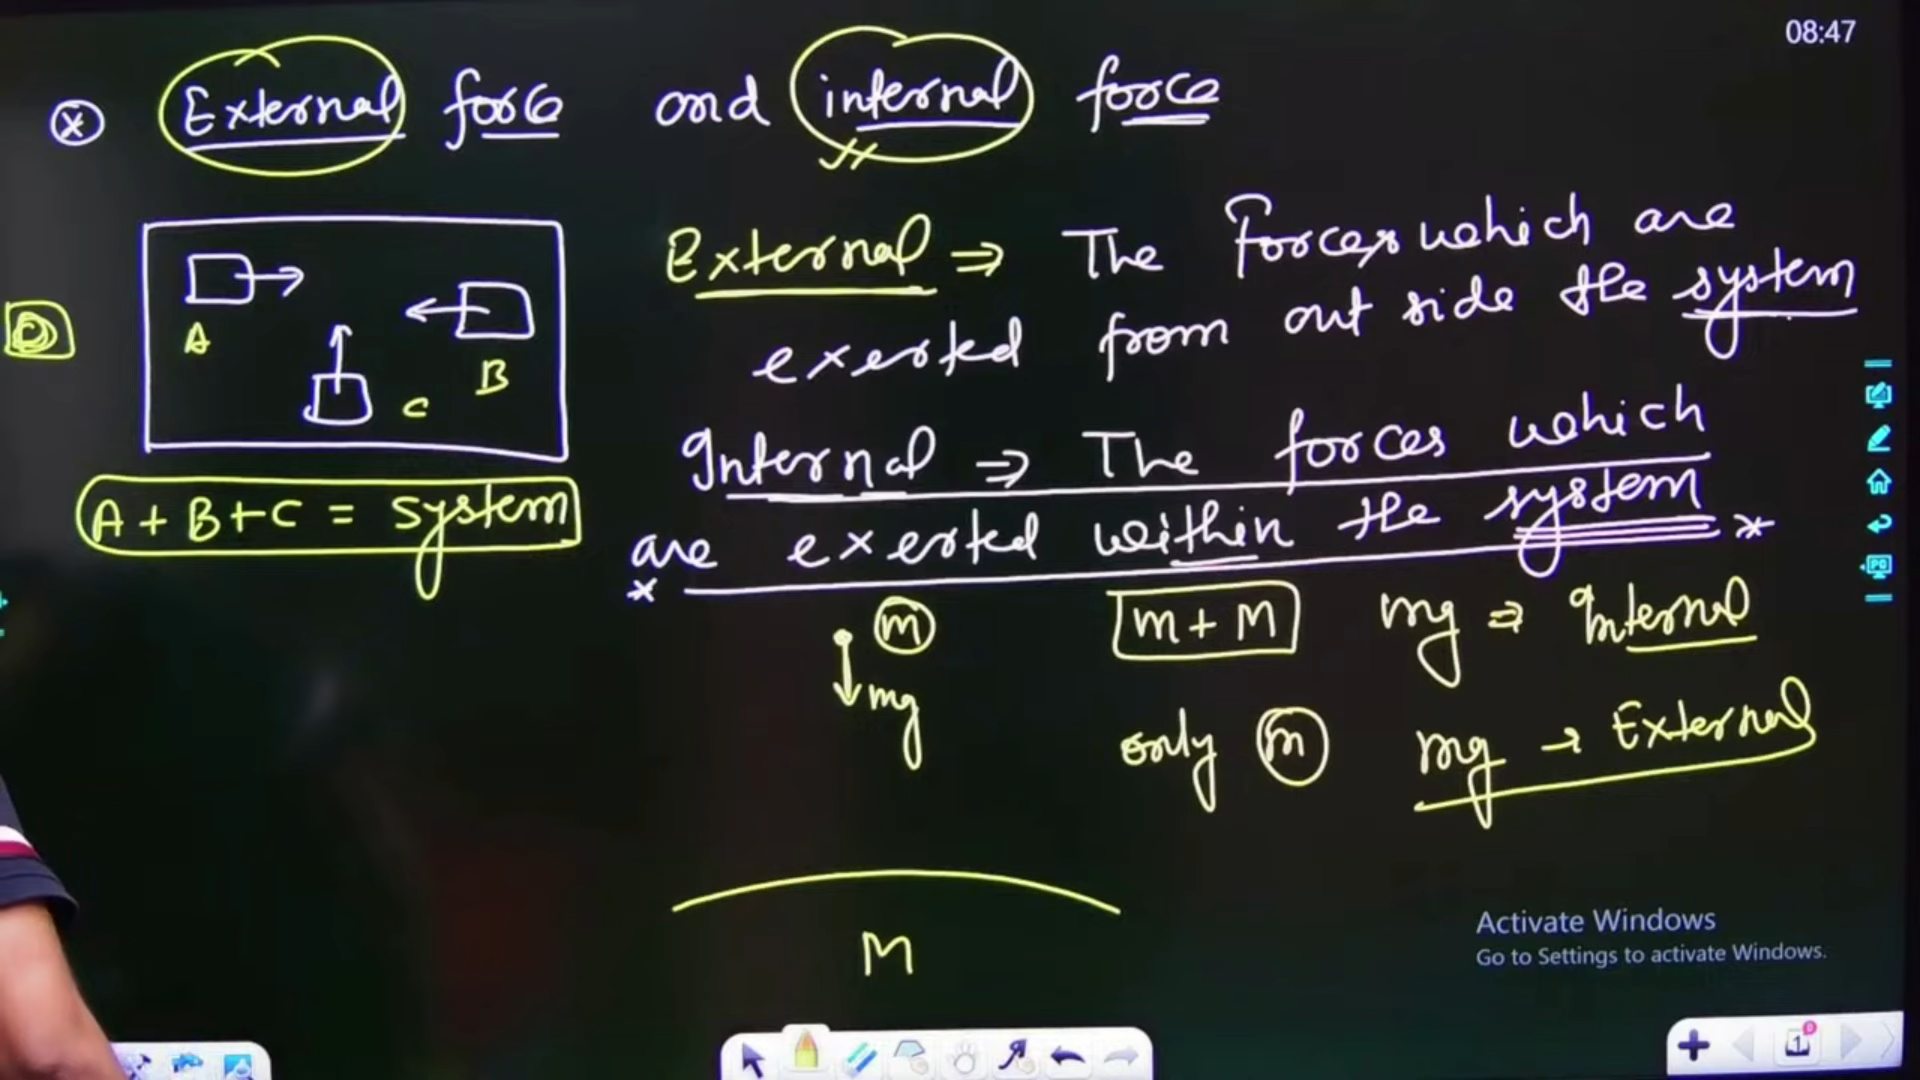 08:47
External force and internal force
External ⇒ The Forces which are
exerted from out side the system
A
B
C
Internal ⇒ The forces which
are exerted within the system
A + B + C = system
m
mg
m + M mg ⇒ Internal
only m mg → External
M
Activate Windows
Go to Settings to activate Windows.